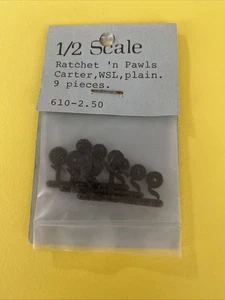 1/2 Scale
Ratchet 'n Pawls
Carter,WSL,plain.
9 pieces.
610-2.50